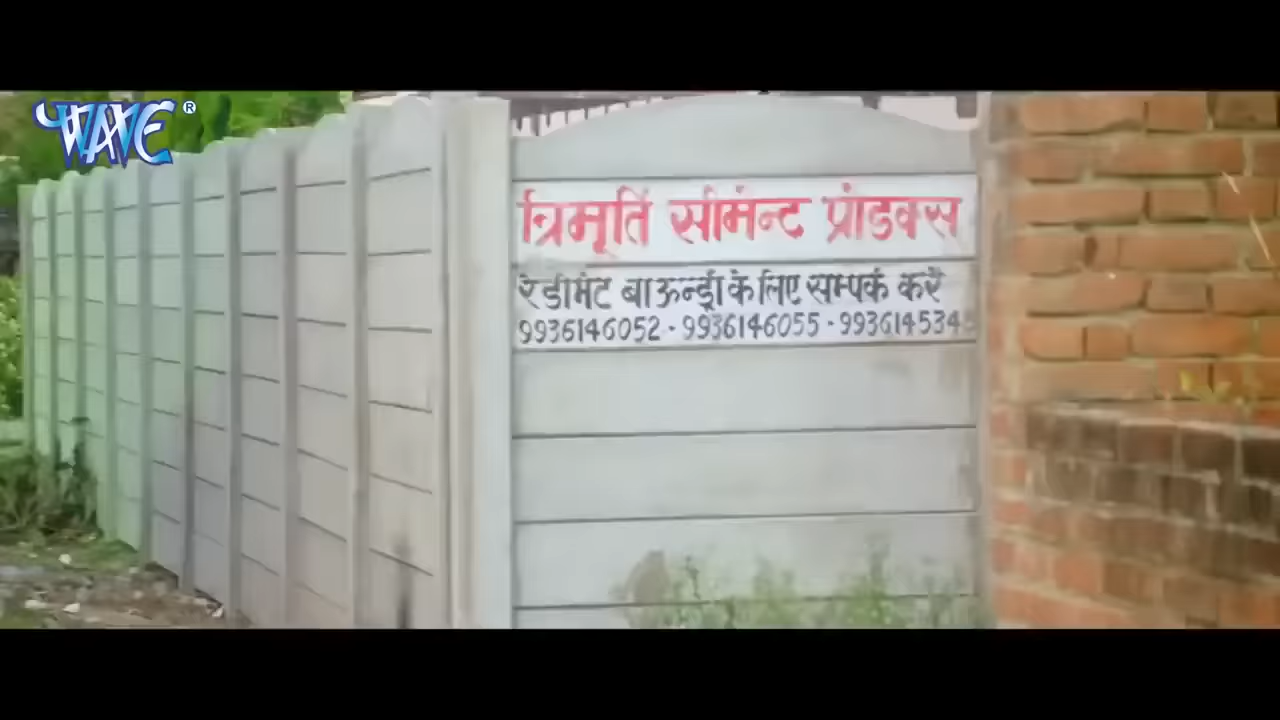 WAVE®
त्रिमूर्ति सीमेन्ट प्रोडक्स
रेडीमेट बाऊन्ड्री के लिए सम्पर्क करें
9936146052 - 9936146055 - 993614534